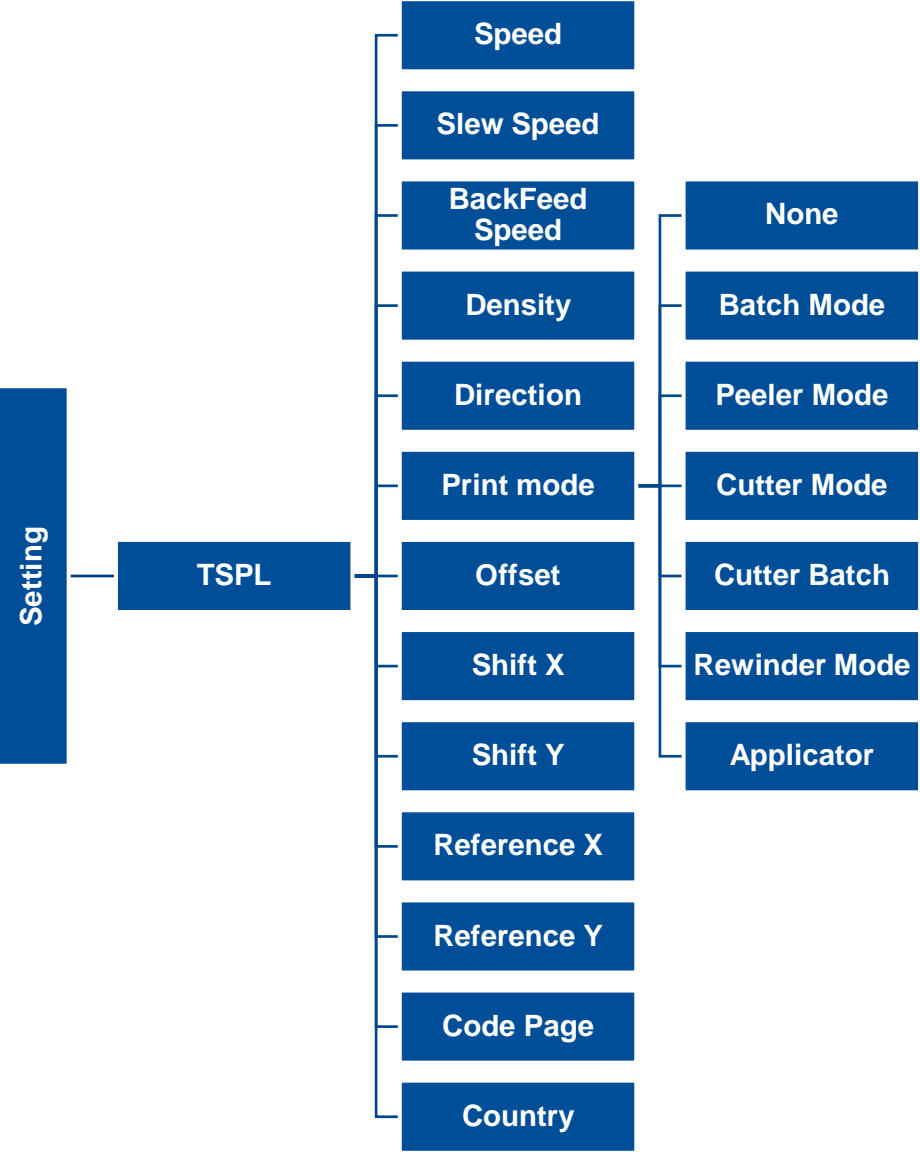 Setting
TSPL
Speed
Slew Speed
BackFeed
Speed
Density
Direction
Print mode
Offset
Shift X
Shift Y
Reference X
Reference Y
Code Page
Country
None
Batch Mode
Peeler Mode
Cutter Mode
Cutter Batch
Rewinder Mode
Applicator